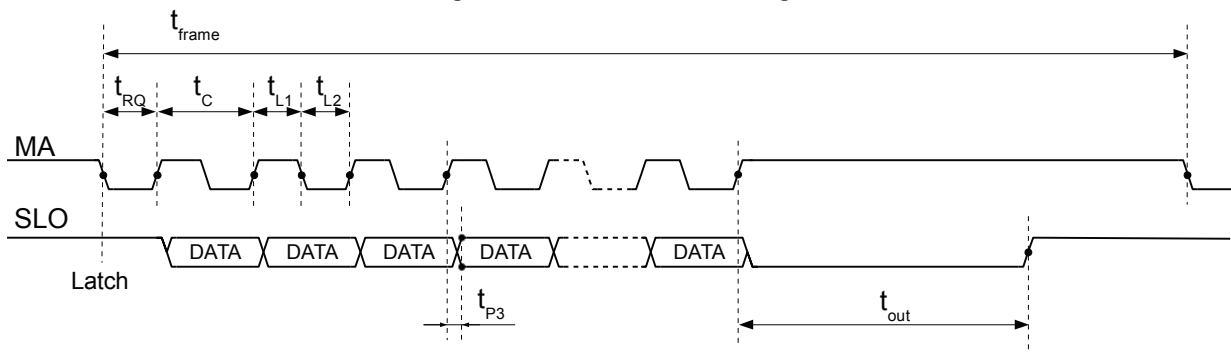 t_frame
t_RQ t_C t_L1 t_L2
MA
SLO
DATA DATA DATA DATA DATA
Latch
t_P3 t_out